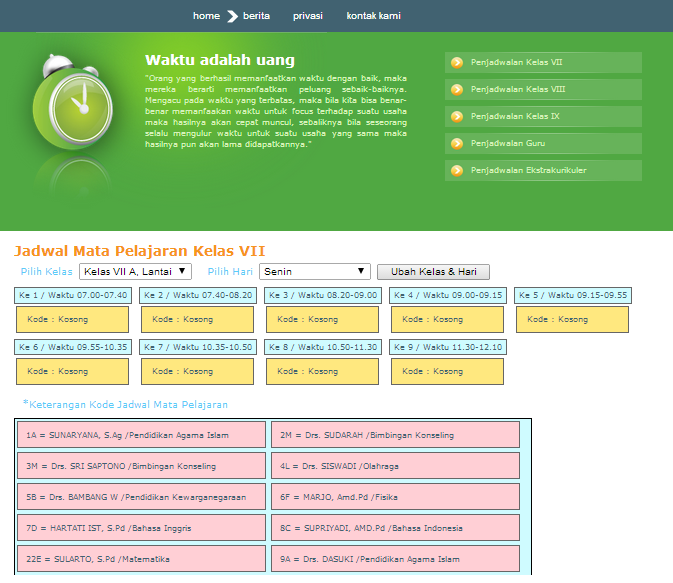 home berita privasi kontak kami
Waktu adalah uang
"Orang yang berhasil memanfaatkan waktu dengan baik, maka
mereka berarti memanfaatkan peluang sebaik-baiknya.
Mengacu pada waktu yang terbatas, maka bila kita bisa benar-
benar memanfaakan waktu untuk focus terhadap suatu usaha
maka hasilnya akan cepat muncul, sebaliknya bila seseorang
selalu mengulur waktu untuk suatu usaha yang sama maka
hasilnya pun akan lama didapatkannya."
Penjadwalan Kelas VII
Penjadwalan Kelas VIII
Penjadwalan Kelas IX
Penjadwalan Guru
Penjadwalan Ekstrakurikuler
Jadwal Mata Pelajaran Kelas VII
Pilih Kelas Kelas VII A, Lantai Pilih Hari Senin Ubah Kelas & Hari
Ke 1 / Waktu 07.00-07.40 Ke 2 / Waktu 07.40-08.20 Ke 3 / Waktu 08.20-09.00 Ke 4 / Waktu 09.00-09.15 Ke 5 / Waktu 09.15-09.55
Kode : Kosong Kode : Kosong Kode : Kosong Kode : Kosong Kode : Kosong
Ke 6 / Waktu 09.55-10.35 Ke 7 / Waktu 10.35-10.50 Ke 8 / Waktu 10.50-11.30 Ke 9 / Waktu 11.30-12.10
Kode : Kosong Kode : Kosong Kode : Kosong Kode : Kosong
*Keterangan Kode Jadwal Mata Pelajaran
1A = SUNARYANA, S.Ag /Pendidikan Agama Islam 2M = Drs. SUDARAH /Bimbingan Konseling
3M = Drs. SRI SAPTONO /Bimbingan Konseling 4L = Drs. SISWADI /Olahraga
5B = Drs. BAMBANG W /Pendidikan Kewarganegaraan 6F = MARJO, Amd.Pd /Fisika
7D = HARTATI IST, S.Pd /Bahasa Inggris 8C = SUPRIYADI, AMD.Pd /Bahasa Indonesia
22E = SULARTO, S.Pd /Matematika 9A = Drs. DASUKI /Pendidikan Agama Islam